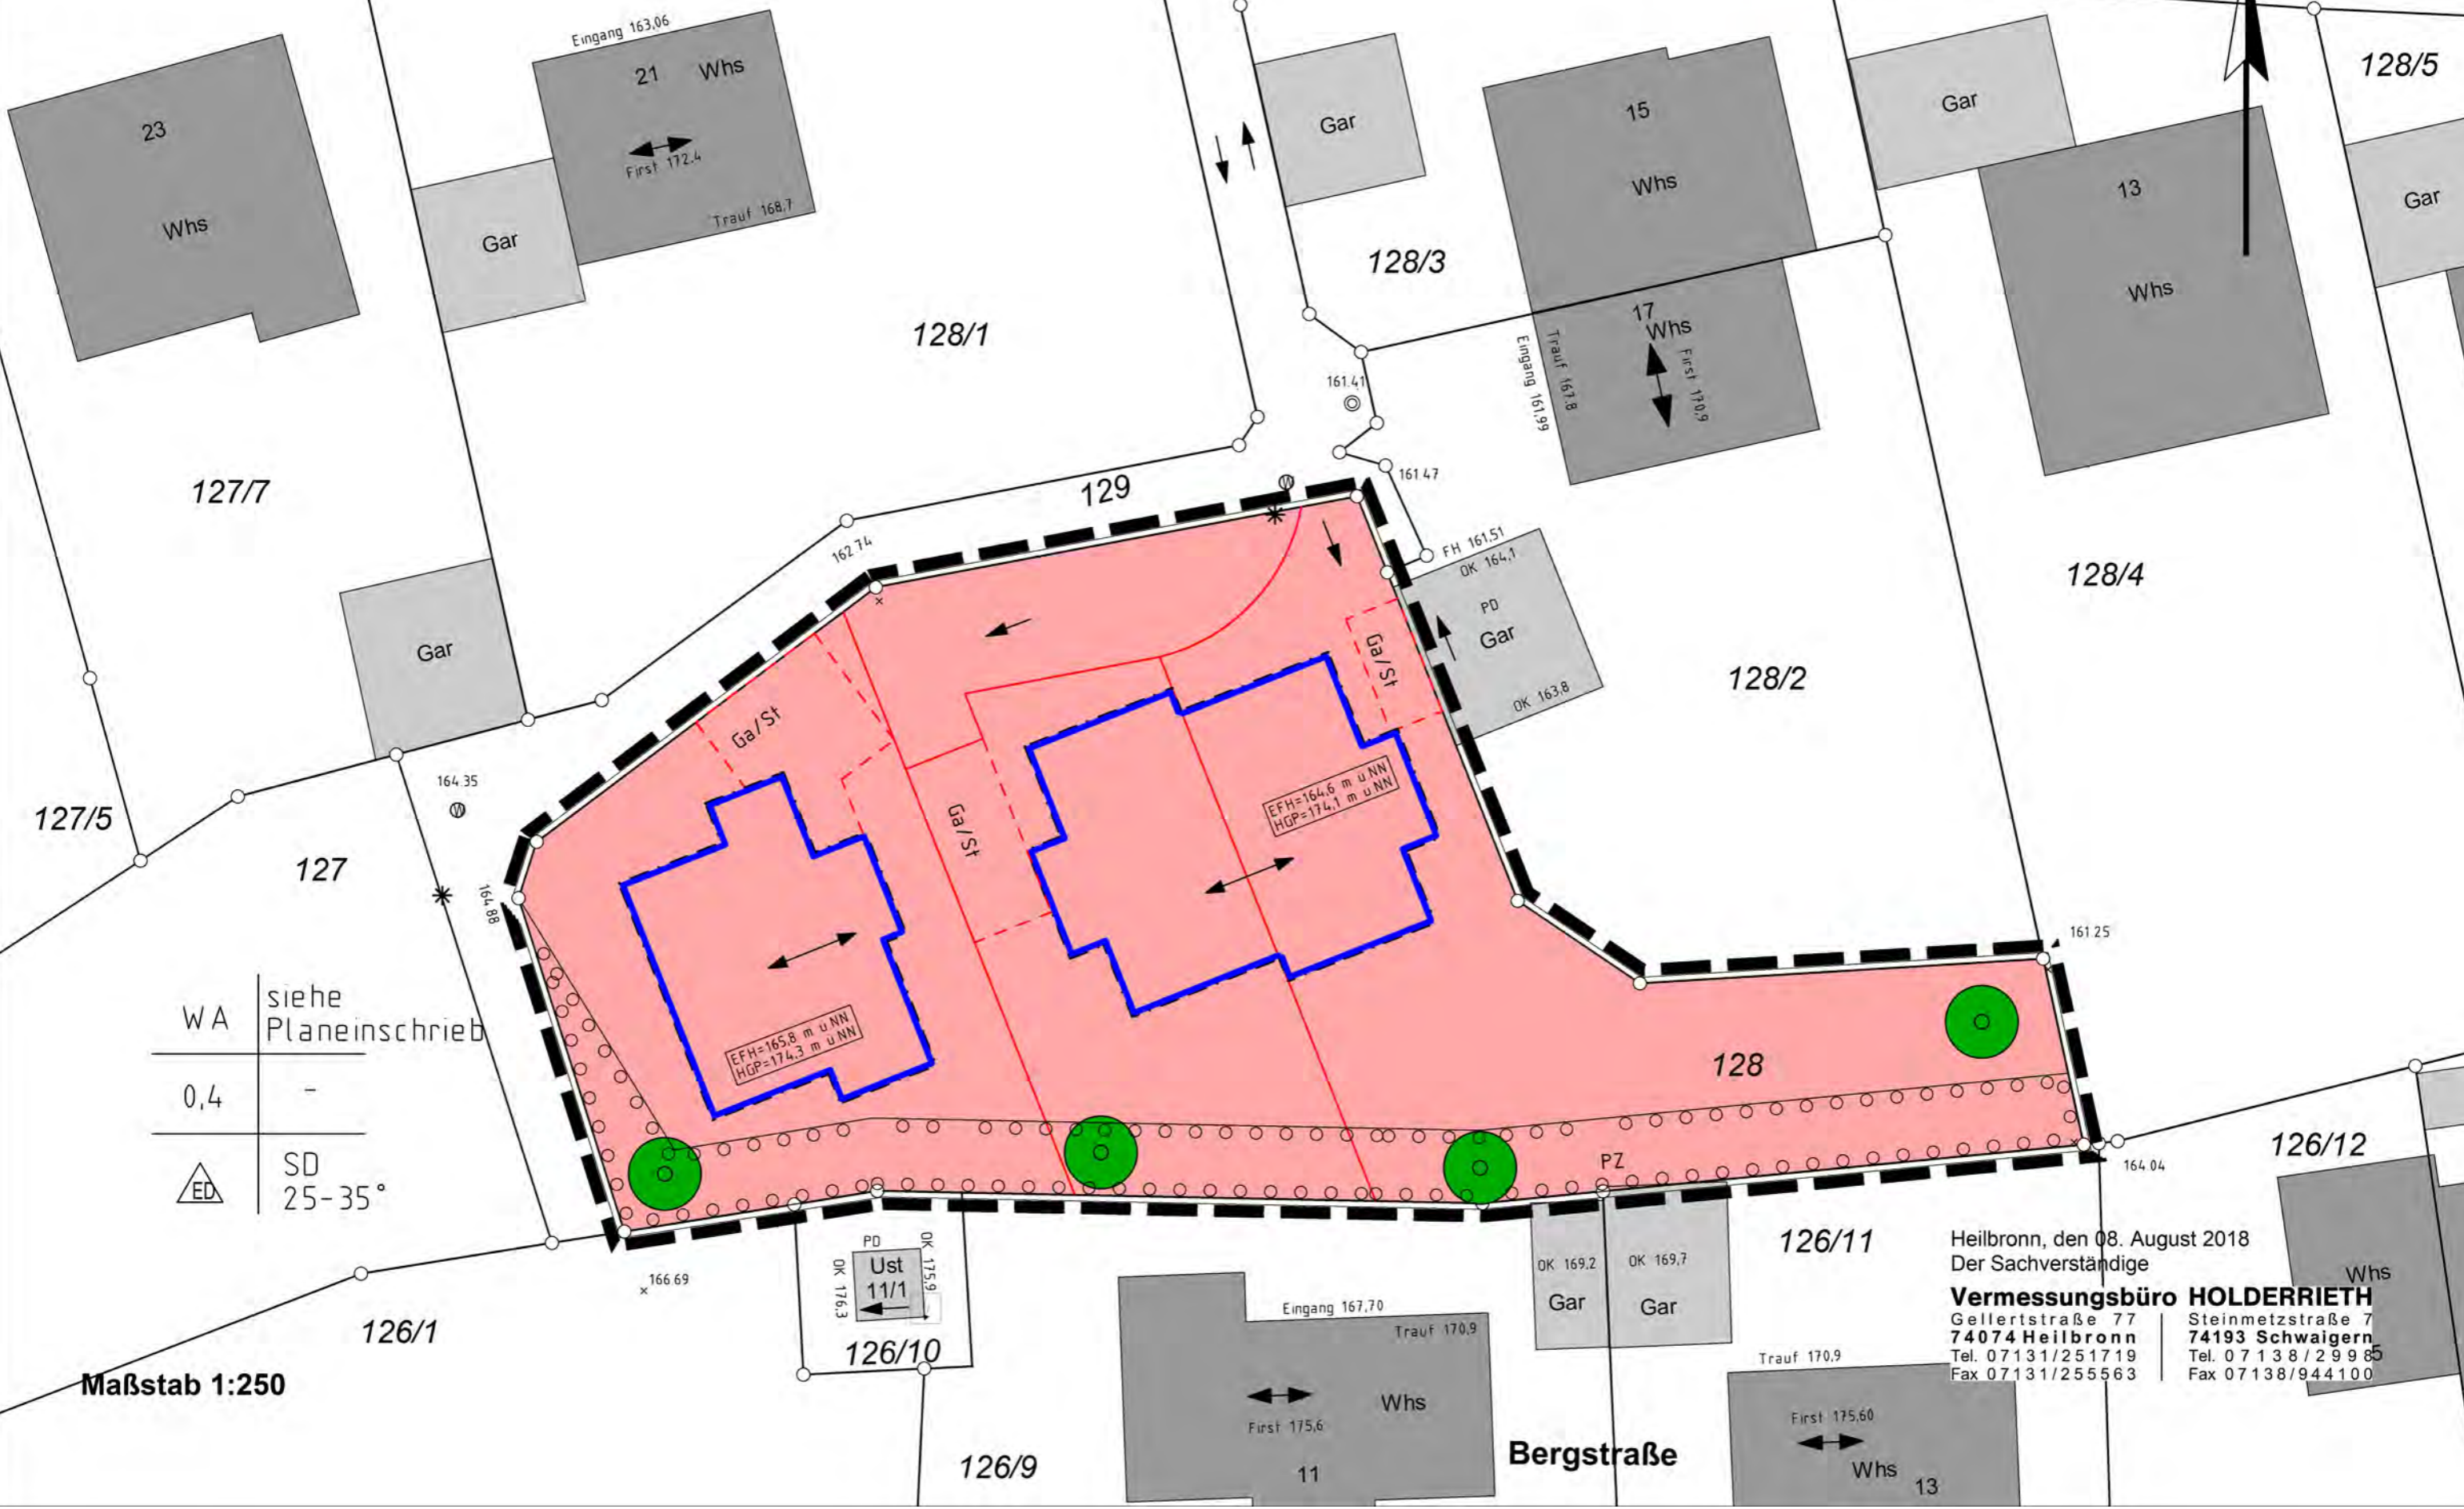 Eingang 163,06
21 Whs
23
First 172.4
Trauf 168,7
Whs
Gar
128/1
127/7
Gar
15
Whs
128/3
Gar
13
Whs
128/5
Gar
17
Whs
Trauf 167.8
Eingang 161,99
First 170,9
161.41
161.47
129
162.74
FH 161.51
OK 164,1
PD
Gar
OK 163,8
128/4
128/2
Gar
Ga/St
Ga/St
Ga/St
164.35
W
W
127/5
127
164.88
EFH=164,6 m ü.NN
HGP=174,1 m ü.NN
EFH=165,8 m ü.NN
HGP=174,3 m ü.NN
161.25
WA
siehe
Planeinschrieb
0,4
-
ED
SD
25-35°
128
PZ
164.04
126/12
126/11
166.69
126/1
PD
Ust
11/1
OK 176,3
OK 175,9
126/10
OK 169,2
Gar
OK 169,7
Gar
Eingang 167,70
Trauf 170,9
Whs
First 175,6
11
126/9
Bergstraße
Trauf 170,9
First 175,60
Whs
13
Whs
Maßstab 1:250
Heilbronn, den 08. August 2018
Der Sachverständige
Vermessungsbüro HOLDERRIETH
Gellertstraße 77
74074 Heilbronn
Tel. 07131/251719
Fax 07131/255563
Steinmetzstraße 7
74193 Schwaigern
Tel. 07138/2998
5
Fax 07138/944100